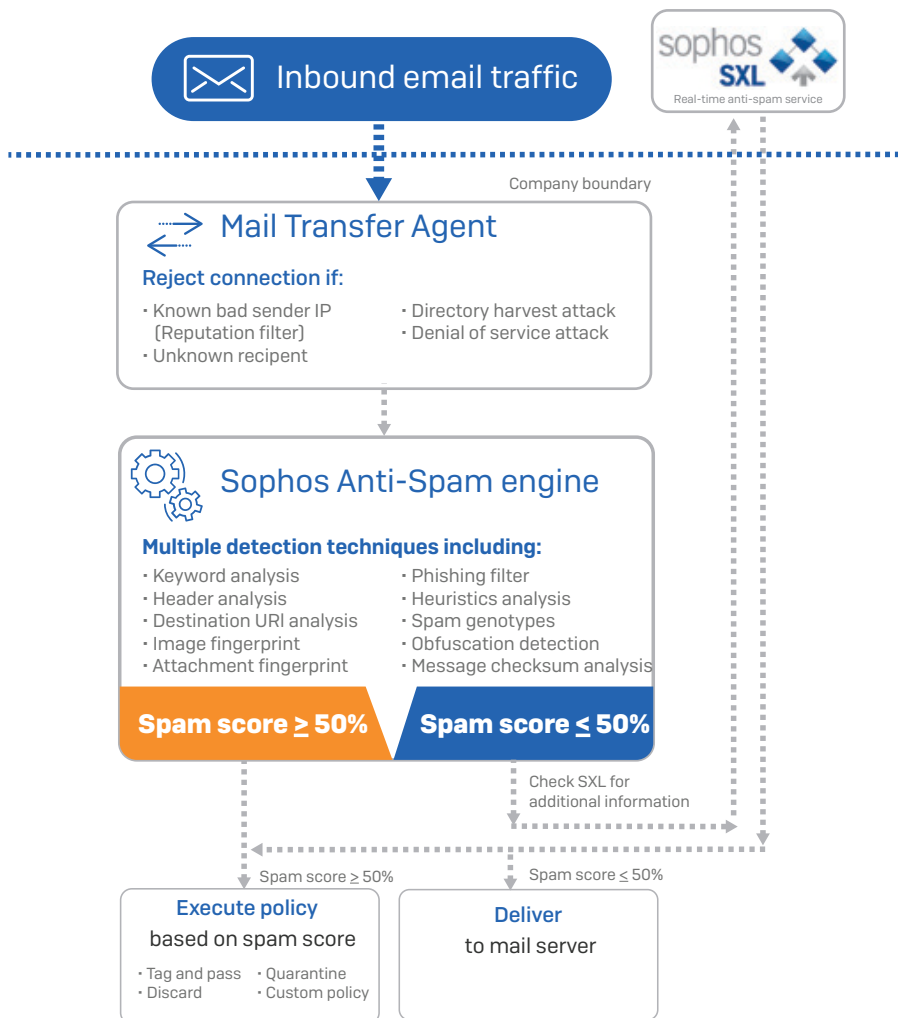 Inbound email traffic
sophos
SXL
Real-time anti-spam service
Company boundary
Mail Transfer Agent
Reject connection if:
· Known bad sender IP
(Reputation filter)
· Unknown recipent
· Directory harvest attack
· Denial of service attack
Sophos Anti-Spam engine
Multiple detection techniques including:
· Keyword analysis
· Header analysis
· Destination URl analysis
· Image fingerprint
· Attachment fingerprint
· Phishing filter
· Heuristics analysis
· Spam genotypes
· Obfuscation detection
· Message checksum analysis
Spam score ≥ 50%
Spam score ≤ 50%
Check SXL for
additional information
Spam score ≥ 50%
Spam score ≤ 50%
Execute policy
based on spam score
· Tag and pass
· Discard
· Quarantine
· Custom policy
Deliver
to mail server